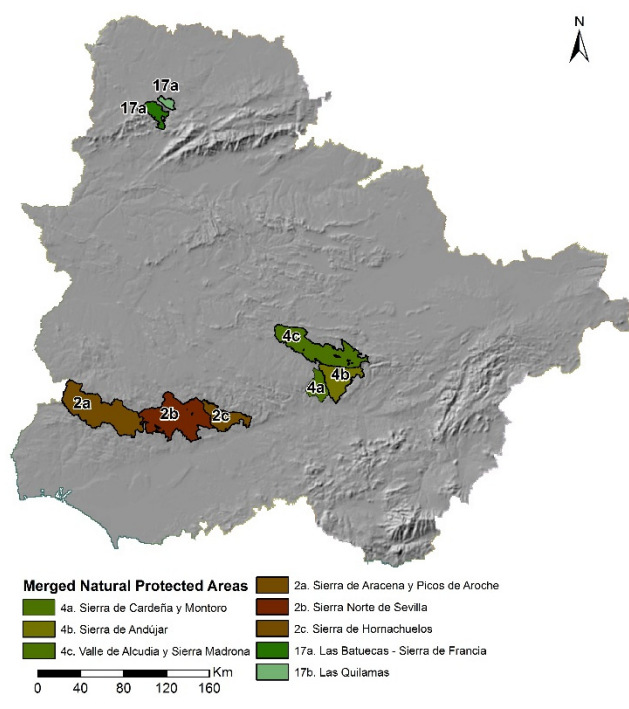 N
17a
17a
4c
4b
4a
2a
2b
2c
Merged Natural Protected Areas
4a. Sierra de Cardeña y Montoro
4b. Sierra de Andújar
4c. Valle de Alcudia y Sierra Madrona
2a. Sierra de Aracena y Picos de Aroche
2b. Sierra Norte de Sevilla
2c. Sierra de Hornachuelos
17a. Las Batuecas - Sierra de Francia
17b. Las Quilamas
Km
0 40 80 120 160